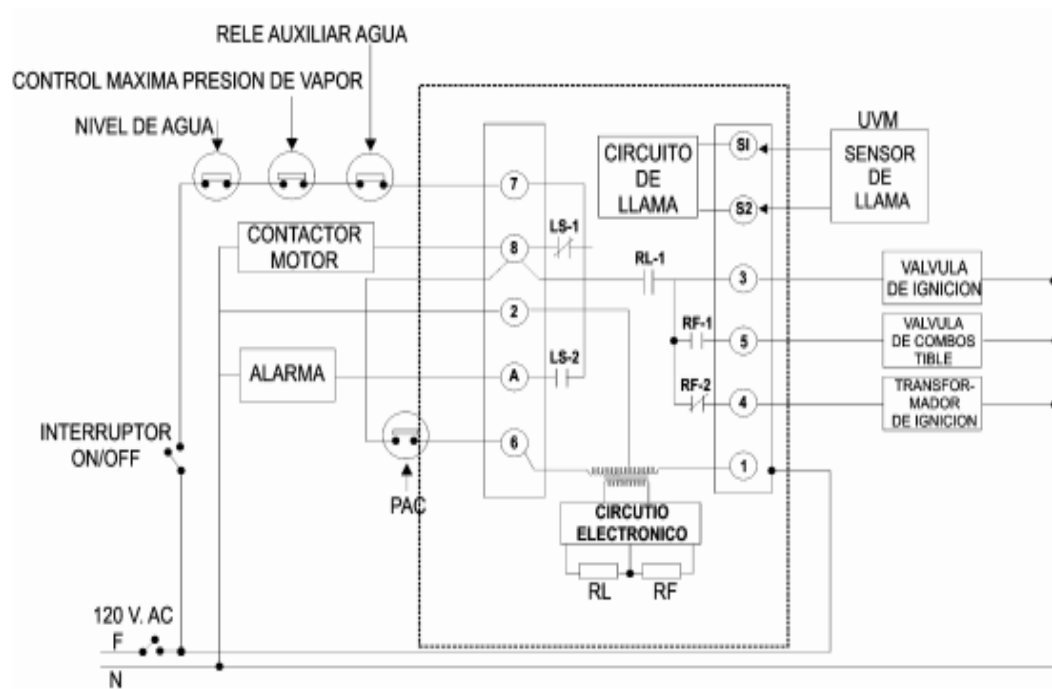 RELE AUXILIAR AGUA
CONTROL MAXIMA PRESION DE VAPOR
NIVEL DE AGUA
UVM
CIRCUITO
DE
LLAMA
SI
SENSOR
DE
LLAMA
S2
7
CONTACTOR
MOTOR
8
LS-1
RL-1
3
VALVULA
DE IGNICION
2
RF-1
5
VALVULA
DE COMBOS
TIBLE
ALARMA
A
LS-2
RF-2
4
TRANSFOR-
MADOR
DE IGNICION
INTERRUPTOR
ON/OFF
6
1
PAC
CIRCUTIO
ELECTRONICO
RL
RF
120 V. AC
F
N